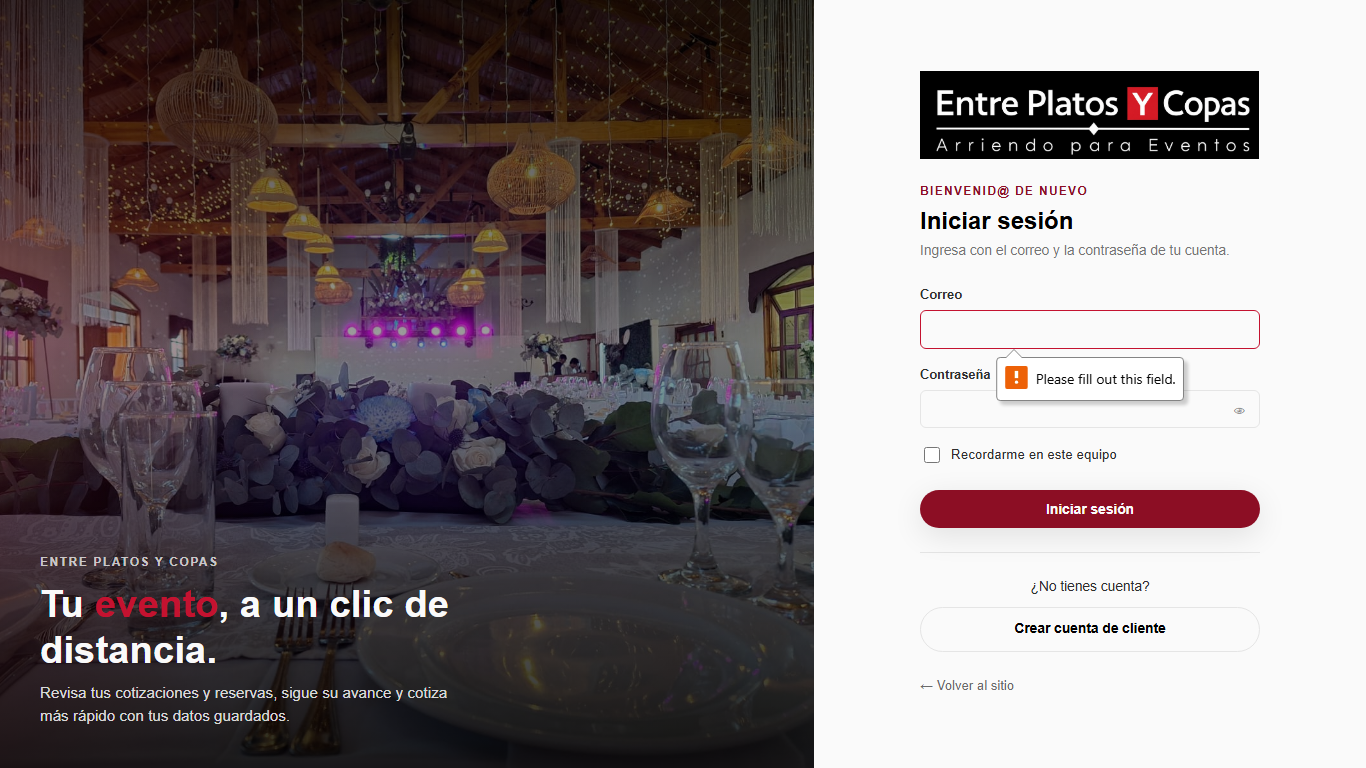 Entre Platos Y Copas
Arriendo para Eventos
BIENVENID@ DE NUEVO
Iniciar sesión
Ingresa con el correo y la contraseña de tu cuenta.
Correo
Contraseña
Please fill out this field.
Recordarme en este equipo
Iniciar sesión
¿No tienes cuenta?
Crear cuenta de cliente
← Volver al sitio
ENTRE PLATOS Y COPAS
Tu evento, a un clic de
distancia.
Revisa tus cotizaciones y reservas, sigue su avance y cotiza
más rápido con tus datos guardados.